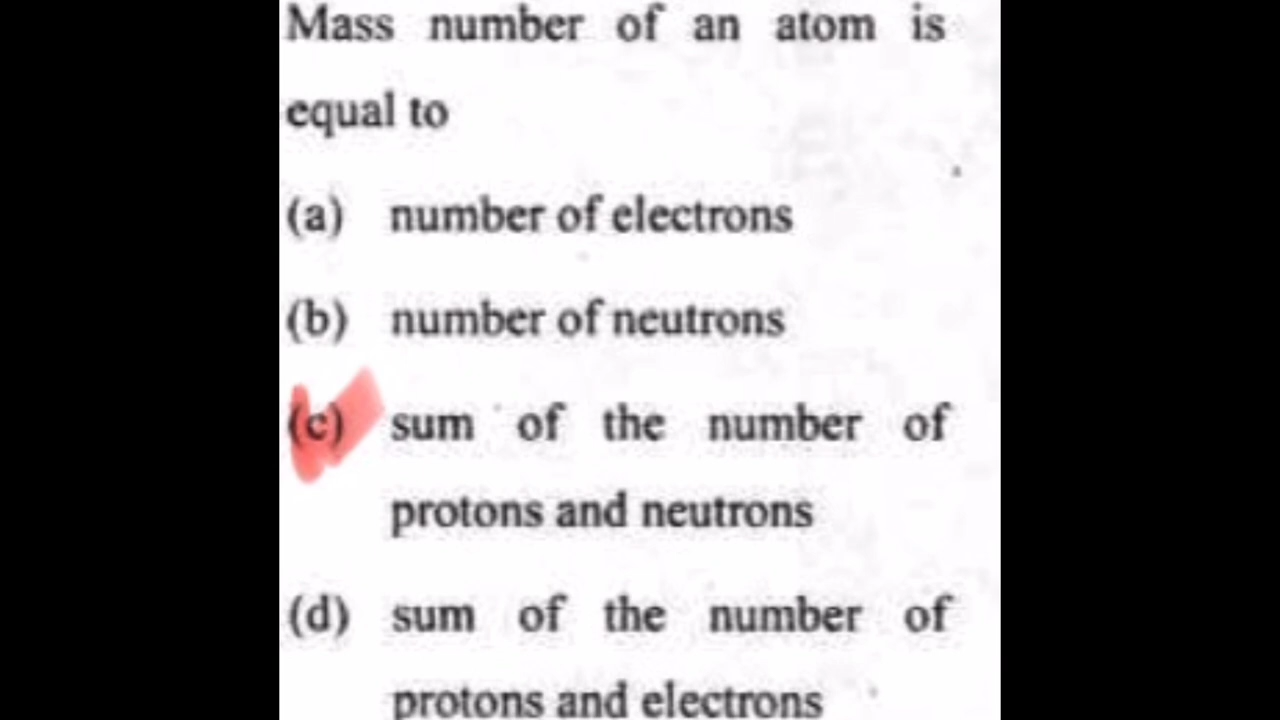 Mass number of an atom is
equal to
(a) number of electrons
(b) number of neutrons
(c) sum of the number of
protons and neutrons
(d) sum of the number of
protons and electrons